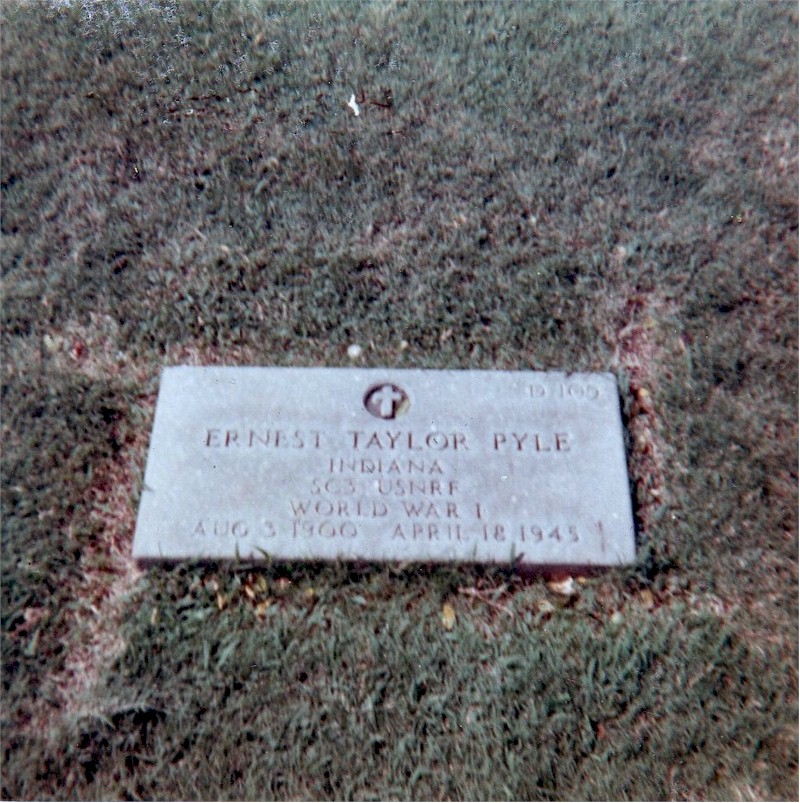 D 109
ERNEST TAYLOR PYLE
INDIANA
SC3 USNRF
WORLD WAR I
AUG 3 1900 APRIL 18 1945